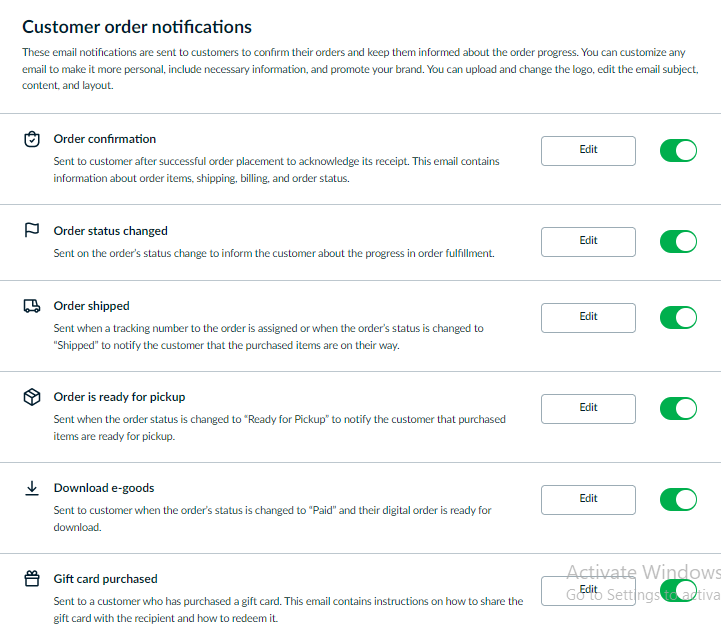 Customer order notifications
These email notifications are sent to customers to confirm their orders and keep them informed about the order progress. You can customize any
email to make it more personal, include necessary information, and promote your brand. You can upload and change the logo, edit the email subject,
content, and layout.
Order confirmation
Edit
Sent to customer after successful order placement to acknowledge its receipt. This email contains
information about order items, shipping, billing, and order status.
Order status changed
Edit
Sent on the order's status change to inform the customer about the progress in order fulfillment.
Order shipped
Edit
Sent when a tracking number to the order is assigned or when the order's status is changed to
"Shipped" to notify the customer that the purchased items are on their way.
Order is ready for pickup
Edit
Sent when the order status is changed to "Ready for Pickup" to notify the customer that purchased
items are ready for pickup.
Download e-goods
Edit
Sent to customer when the order's status is changed to "Paid" and their digital order is ready for
download.
Gift card purchased
Edit
Sent to a customer who has purchased a gift card. This email contains instructions on how to share the
gift card with the recipient and how to redeem it.
Activate Windows
Go to Settings to activa